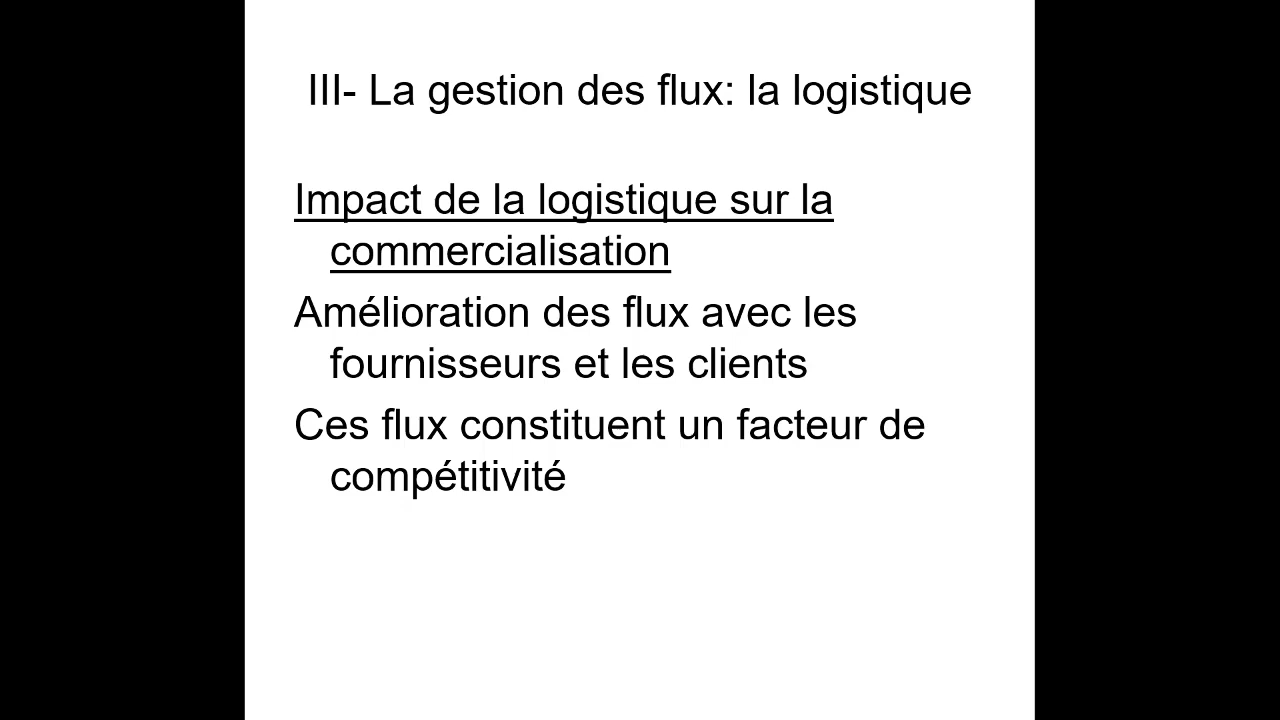 III- La gestion des flux: la logistique
Impact de la logistique sur la
commercialisation
Amélioration des flux avec les
fournisseurs et les clients
Ces flux constituent un facteur de
compétitivité